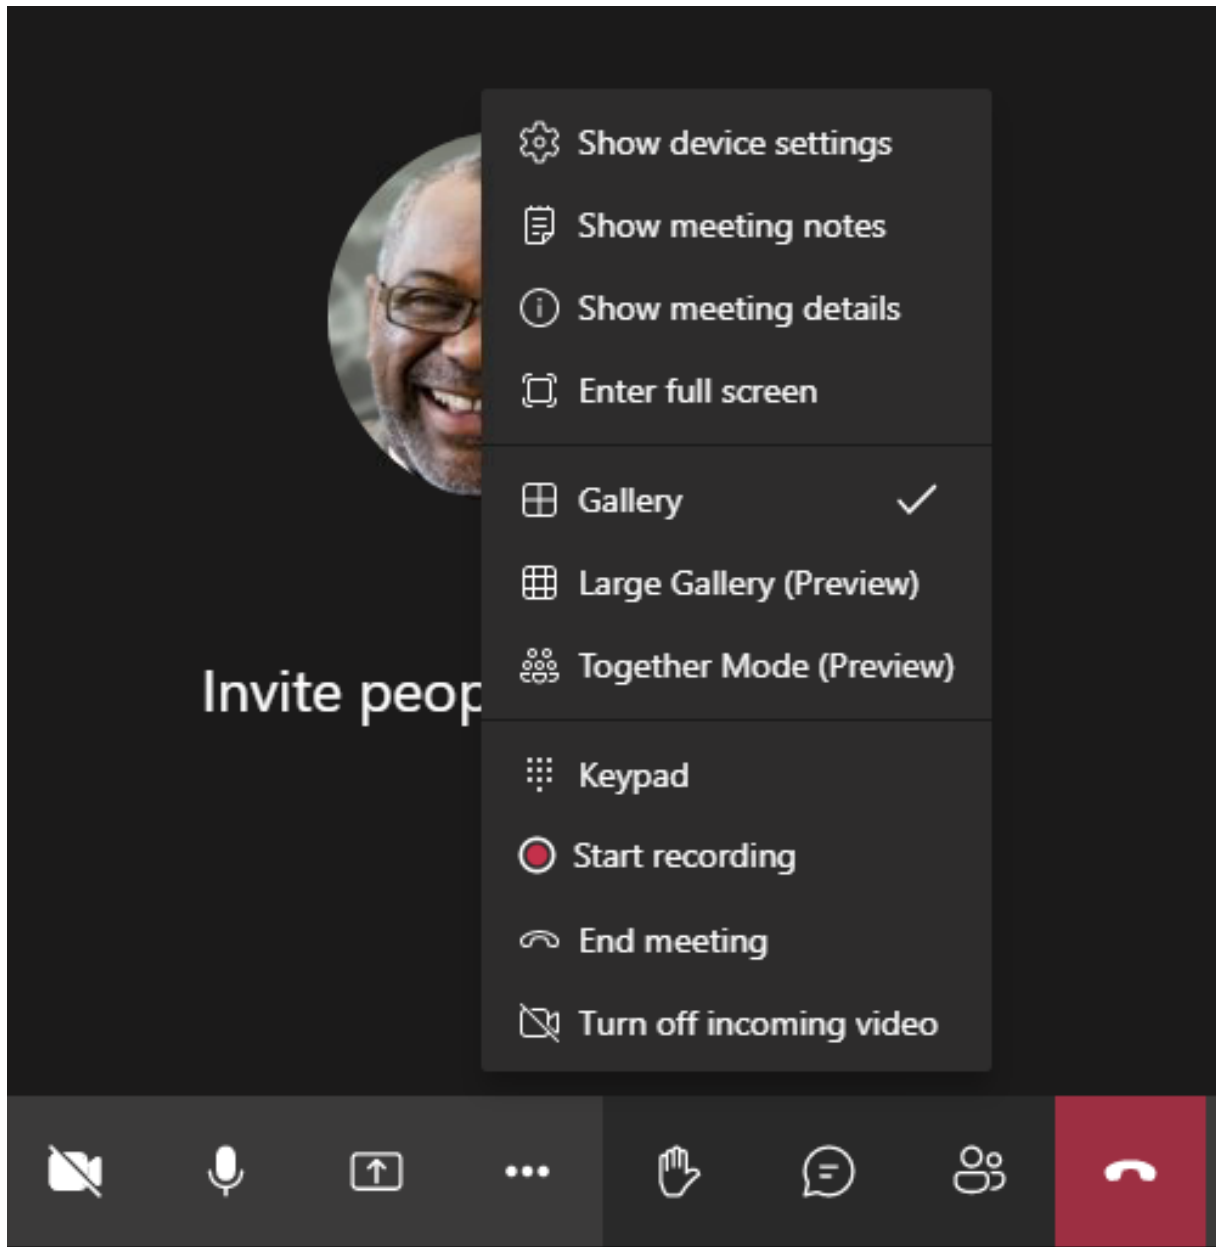 Show device settings
Show meeting notes
Show meeting details
Enter full screen
Gallery
Large Gallery (Preview)
Together Mode (Preview)
Invite
Keypad
Start recording
End meeting
Turn off incoming video